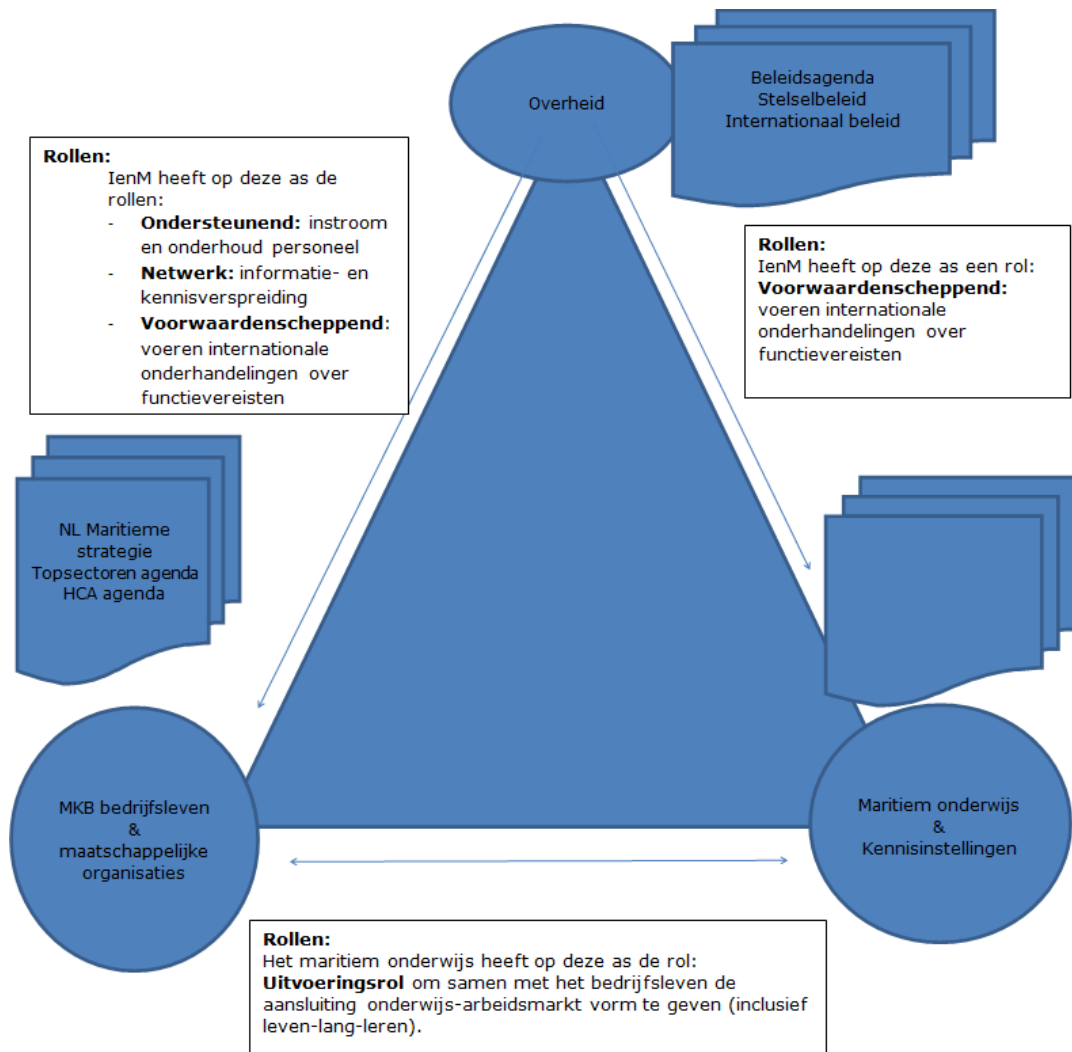 Overheid
Beleidsagenda
Stelselbeleid
Internationaal beleid
Rollen:
IenM heeft op deze as de
rollen:
- Ondersteunend: instroom
en onderhoud personeel
- Netwerk: informatie- en
kennisverspreiding
- Voorwaardenscheppend:
voeren internationale
onderhandelingen over
functievereisten
Rollen:
IenM heeft op deze as een rol:
Voorwaardenscheppend:
voeren internationale
onderhandelingen over
functievereisten
NL Maritieme
strategie
Topsectoren agenda
HCA agenda
MKB bedrijfsleven
&
maatschappelijke
organisaties
Maritiem onderwijs
&
Kennisinstellingen
Rollen:
Het maritiem onderwijs heeft op deze as de rol:
Uitvoeringsrol om samen met het bedrijfsleven de
aansluiting onderwijs-arbeidsmarkt vorm te geven (inclusief
leven-lang-leren).